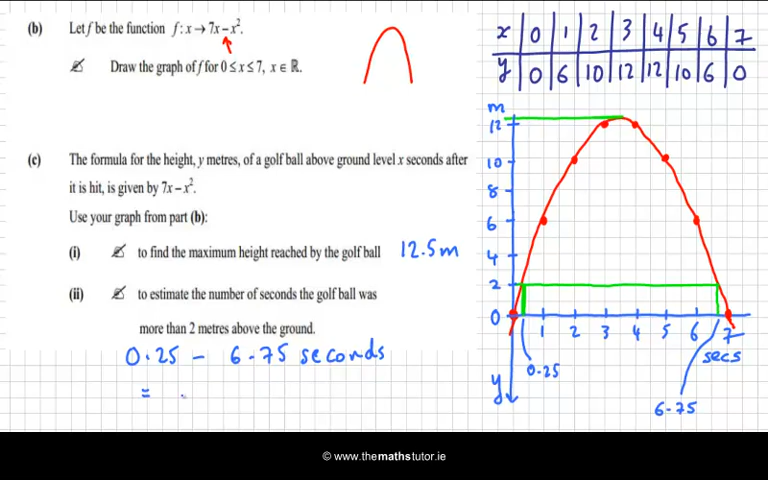 (b) Let f be the function f : x → 7x – x².
Draw the graph of f for 0 ≤ x ≤ 7, x ∈ ℝ.
x 0 1 2 3 4 5 6 7
y 0 6 10 12 12 10 6 0
(c) The formula for the height, y metres, of a golf ball above ground level x seconds after
it is hit, is given by 7x – x².
Use your graph from part (b):
(i) to find the maximum height reached by the golf ball 12.5m
(ii) to estimate the number of seconds the golf ball was
more than 2 metres above the ground.
0.25 – 6.75 seconds
=
m
12
10
8
6
4
2
0
1 2 3 4 5 6 7
secs
0.25
y
6.75
© www.themathstutor.ie